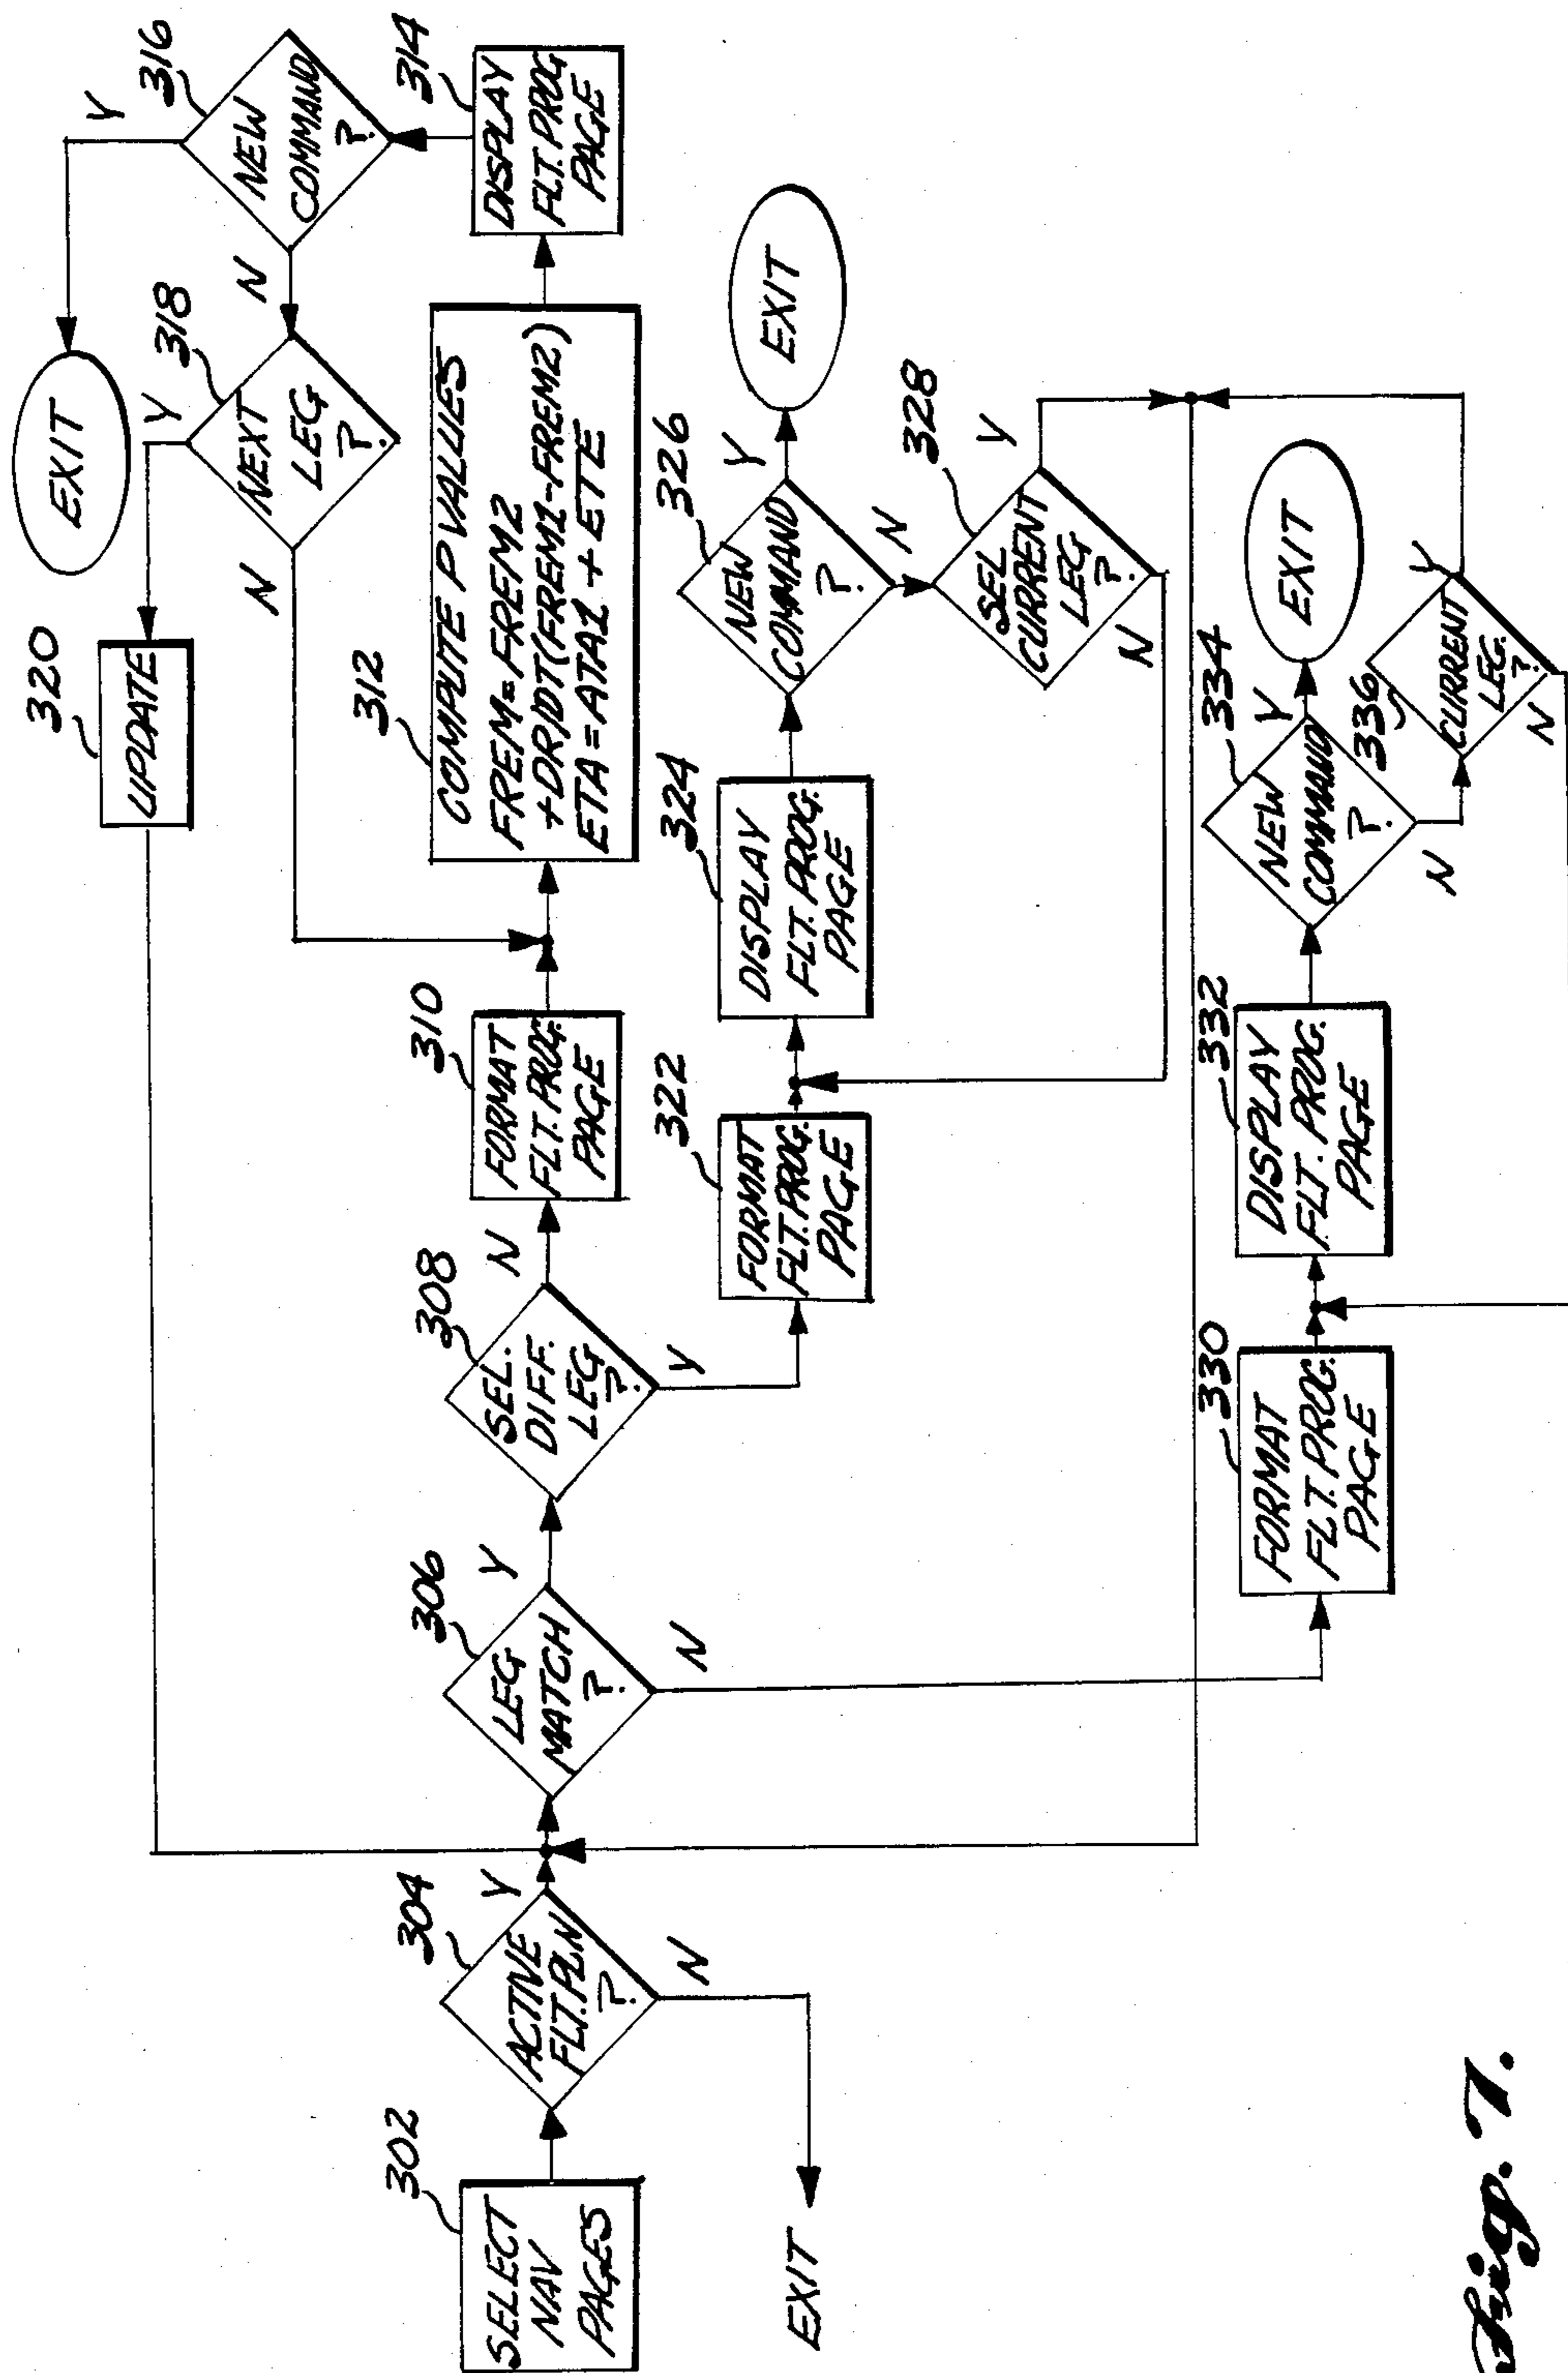 302
SELECT
NAV
PAGES
304
ACTIVE
FLT.PLN
?
Y
N
EXIT
306
LEG
MATCH
?
Y
N
308
SEL.
DIFF.
LEG
?
N
Y
310
FORMAT
FLT.PROG.
PAGE
312
COMPUTE P VALUES
FREM=FREM2
+DR/DT(FREM1-FREM2)
ETA=ATA1+ETE
314
DISPLAY
FLT.PROG
PAGE
316
NEW
COMMAND
?
Y
N
EXIT
318
NEXT
LEG
?
Y
N
320
UPDATE
322
FORMAT
FLT.PROG.
PAGE
324
DISPLAY
FLT.PROG.
PAGE
326
NEW
COMMAND
?
Y
EXIT
N
328
SEL
CURRENT
LEG
?
Y
N
330
FORMAT
FLT.PROG.
PAGE
332
DISPLAY
FLT.PROG.
PAGE
334
NEW
COMMAND
?
Y
EXIT
N
336
CURRENT
LEG.
?
Y
N
Fig. 7.